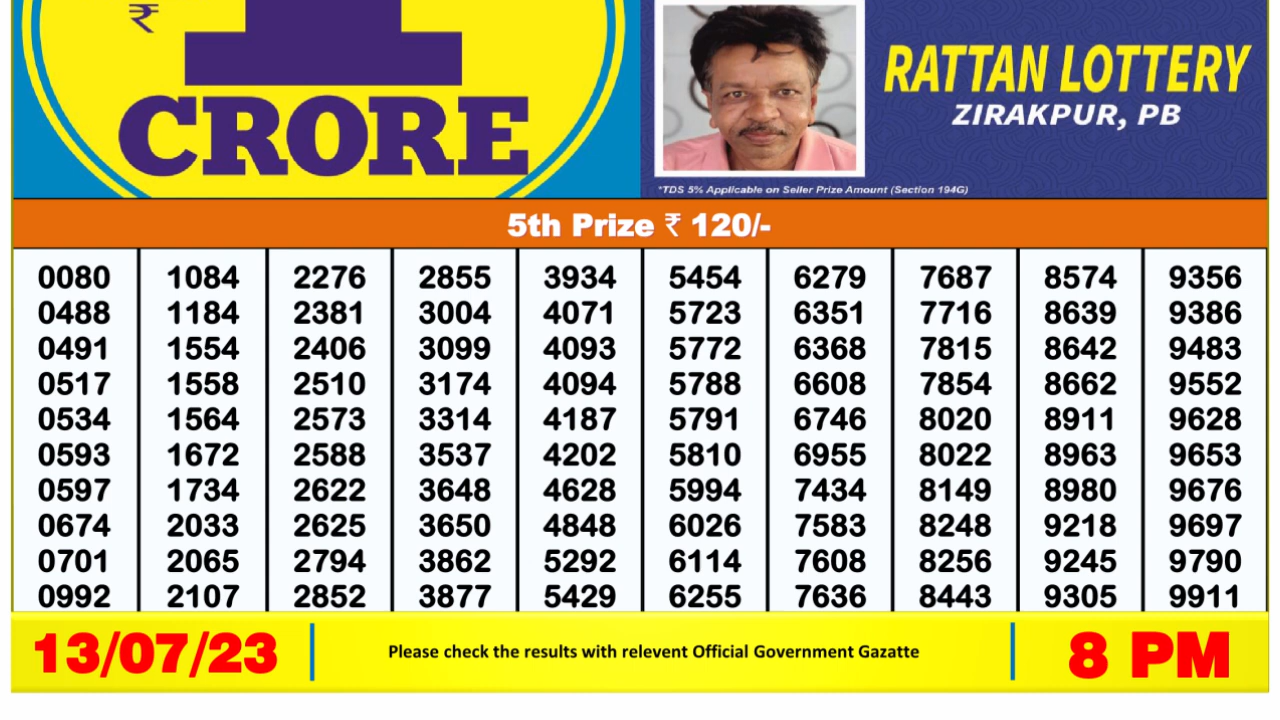 ₹
1
CRORE
RATTAN LOTTERY
ZIRAKPUR, PB
*TDS 5% Applicable on Seller Prize Amount (Section 194G)
5th Prize ₹ 120/-
0080 1084 2276 2855 3934 5454 6279 7687 8574 9356
0488 1184 2381 3004 4071 5723 6351 7716 8639 9386
0491 1554 2406 3099 4093 5772 6368 7815 8642 9483
0517 1558 2510 3174 4094 5788 6608 7854 8662 9552
0534 1564 2573 3314 4187 5791 6746 8020 8911 9628
0593 1672 2588 3537 4202 5810 6955 8022 8963 9653
0597 1734 2622 3648 4628 5994 7434 8149 8980 9676
0674 2033 2625 3650 4848 6026 7583 8248 9218 9697
0701 2065 2794 3862 5292 6114 7608 8256 9245 9790
0992 2107 2852 3877 5429 6255 7636 8443 9305 9911
13/07/23 Please check the results with relevent Official Government Gazatte 8 PM